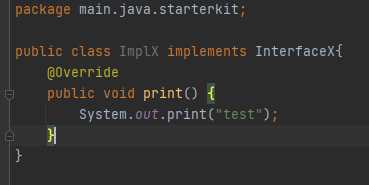 package main.java.starterkit;
public class ImplX implements InterfaceX{
@Override
public void print() {
System.out.print("test");
}
}